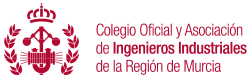 Colegio Oficial y Asociación
de Ingenieros Industriales
de la Región de Murcia